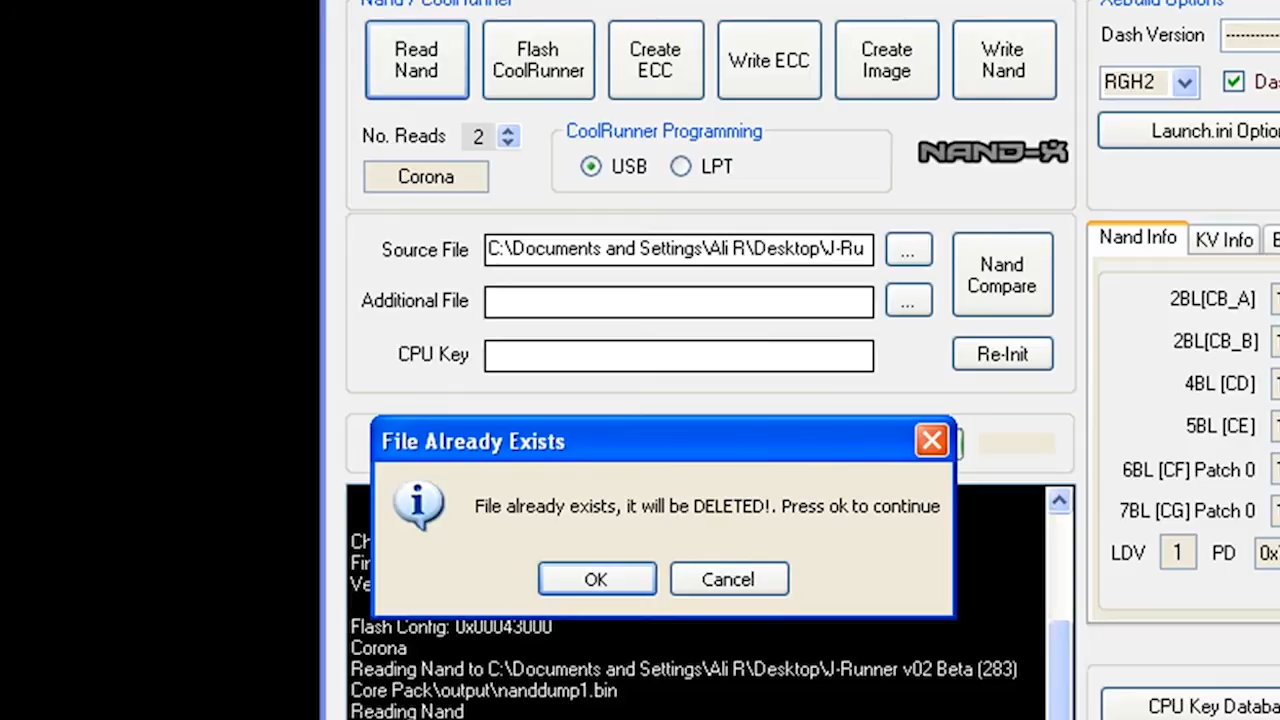 Nand / CoolRunner
XeBuild Options
Read
Nand
Flash
CoolRunner
Create
ECC
Write ECC
Create
Image
Write
Nand
Dash Version
RGH2
Da
No. Reads 2
CoolRunner Programming
USB
LPT
Corona
NAND-X
Launch.ini Optio
Source File
C:\Documents and Settings\Ali R\Desktop\J-Ru
...
Nand
Compare
Additional File
...
CPU Key
Re-Init
Nand Info
KV Info
2BL[CB_A]
2BL[CB_B]
4BL [CD]
5BL [CE]
6BL [CF] Patch 0
7BL [CG] Patch 0
LDV 1 PD 0x
File Already Exists
File already exists, it will be DELETED!. Press ok to continue
OK
Cancel
Ch
Fir
Ve
Flash Config: 0x00043000
Corona
Reading Nand to C:\Documents and Settings\Ali R\Desktop\J-Runner v02 Beta (283)
Core Pack\output\nanddump1.bin
Reading Nand
CPU Key Databa